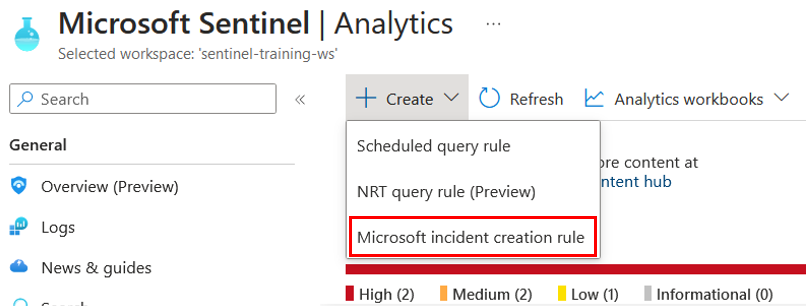 Microsoft Sentinel | Analytics ...
Selected workspace: 'sentinel-training-ws'
Search
«
Create
Refresh
Analytics workbooks
General
Scheduled query rule
ore content at
Overview (Preview)
NRT query rule (Preview)
ntent hub
Logs
Microsoft incident creation rule
News & guides
High (2)
Medium (2)
Low (1)
Informational (0)